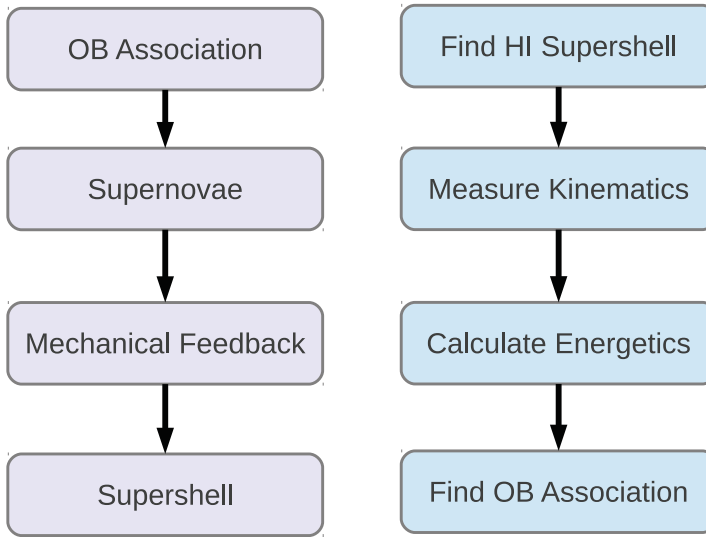 OB Association
Supernovae
Mechanical Feedback
Supershell
Find HI Supershell
Measure Kinematics
Calculate Energetics
Find OB Association